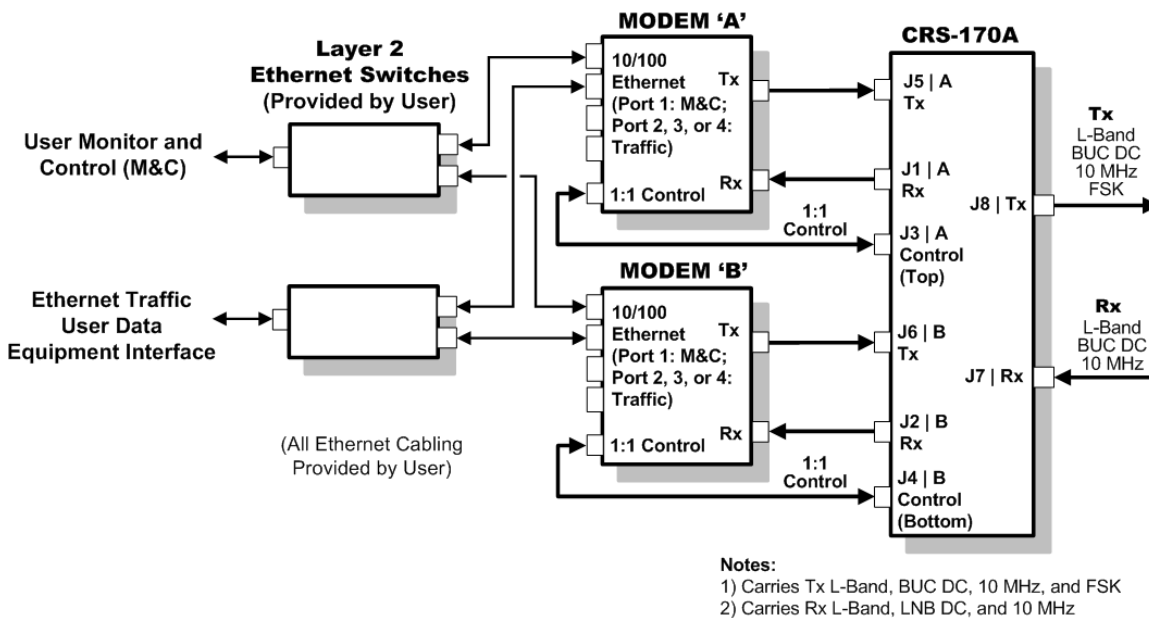 Layer 2
Ethernet Switches
(Provided by User)
User Monitor and
Control (M&C)
Ethernet Traffic
User Data
Equipment Interface
(All Ethernet Cabling
Provided by User)
MODEM ‘A’
10/100
Ethernet
(Port 1: M&C;
Port 2, 3, or 4:
Traffic)
Tx
Rx
1:1 Control
1:1
Control
MODEM ‘B’
10/100
Ethernet
(Port 1: M&C;
Port 2, 3, or 4:
Traffic)
Tx
Rx
1:1 Control
1:1
Control
CRS-170A
J5 | A
Tx
J1 | A
Rx
J3 | A
Control
(Top)
J6 | B
Tx
J2 | B
Rx
J4 | B
Control
(Bottom)
J8 | Tx
J7 | Rx
Tx
L-Band
BUC DC
10 MHz
FSK
Rx
L-Band
BUC DC
10 MHz
Notes:
1) Carries Tx L-Band, BUC DC, 10 MHz, and FSK
2) Carries Rx L-Band, LNB DC, and 10 MHz